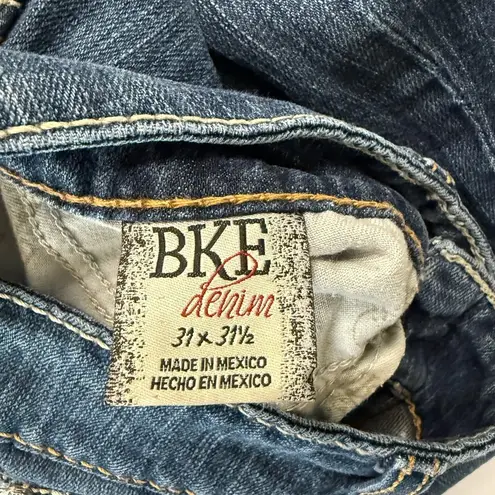 BKE
denim
31 x 31½
MADE IN MEXICO
HECHO EN MEXICO